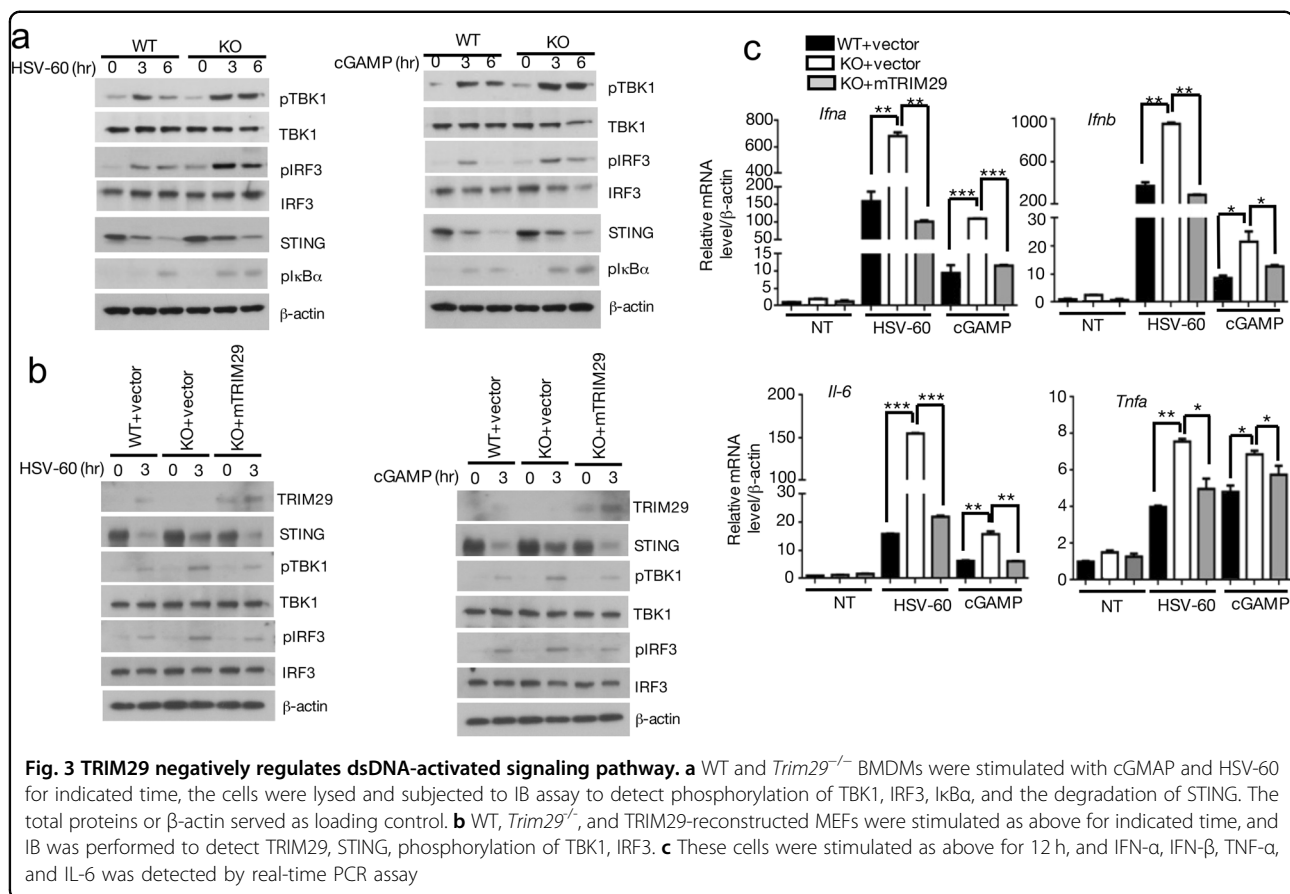 a
WT KO
HSV-60 (hr) 0 3 6 0 3 6
pTBK1
TBK1
pIRF3
IRF3
STING
pIκBα
β-actin
WT KO
cGAMP (hr) 0 3 6 0 3 6
pTBK1
TBK1
pIRF3
IRF3
STING
pIκBα
β-actin
b
WT+vector KO+vector KO+mTRIM29
HSV-60 (hr) 0 3 0 3 0 3
TRIM29
STING
pTBK1
TBK1
pIRF3
IRF3
β-actin
WT+vector KO+vector KO+mTRIM29
cGAMP (hr) 0 3 0 3 0 3
TRIM29
STING
pTBK1
TBK1
pIRF3
IRF3
β-actin
c
WT+vector
KO+vector
KO+mTRIM29
Ifna
Relative mRNA
level/β-actin
800
600
400
200
150
100
50
15
10
5
0
** ** *** ***
NT HSV-60 cGAMP
Ifnb
1000
600
200
30
20
10
0
** ** * *
NT HSV-60 cGAMP
Il-6
Relative mRNA
level/β-actin
200
150
100
50
30
20
10
0
*** *** ** **
NT HSV-60 cGAMP
Tnfa
8
6
4
2
0
** * * *
NT HSV-60 cGAMP
Fig. 3 TRIM29 negatively regulates dsDNA-activated signaling pathway. a WT and Trim29−/− BMDMs were stimulated with cGMAP and HSV-60
for indicated time, the cells were lysed and subjected to IB assay to detect phosphorylation of TBK1, IRF3, IκBα, and the degradation of STING. The
total proteins or β-actin served as loading control. b WT, Trim29-/-, and TRIM29-reconstructed MEFs were stimulated as above for indicated time, and
IB was performed to detect TRIM29, STING, phosphorylation of TBK1, IRF3. c These cells were stimulated as above for 12 h, and IFN-α, IFN-β, TNF-α,
and IL-6 was detected by real-time PCR assay